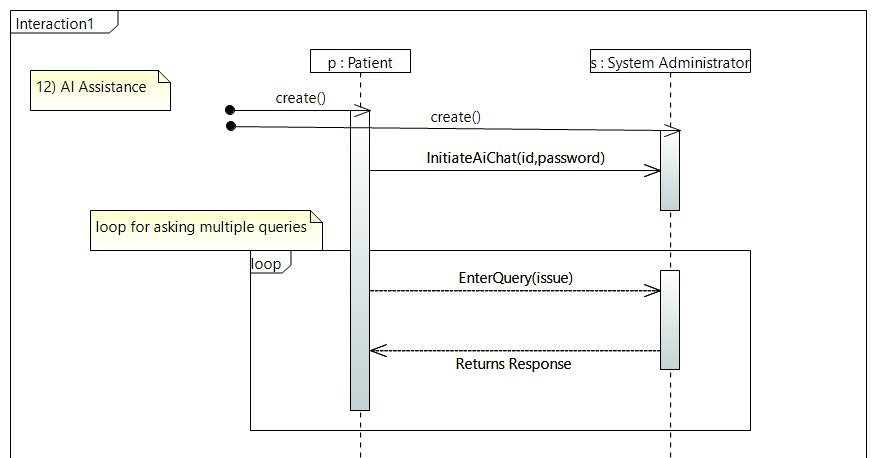 Interaction1
p : Patient
s : System Administrator
12) AI Assistance
create()
create()
InitiateAiChat(id,password)
loop for asking multiple queries
loop
EnterQuery(issue)
Returns Response